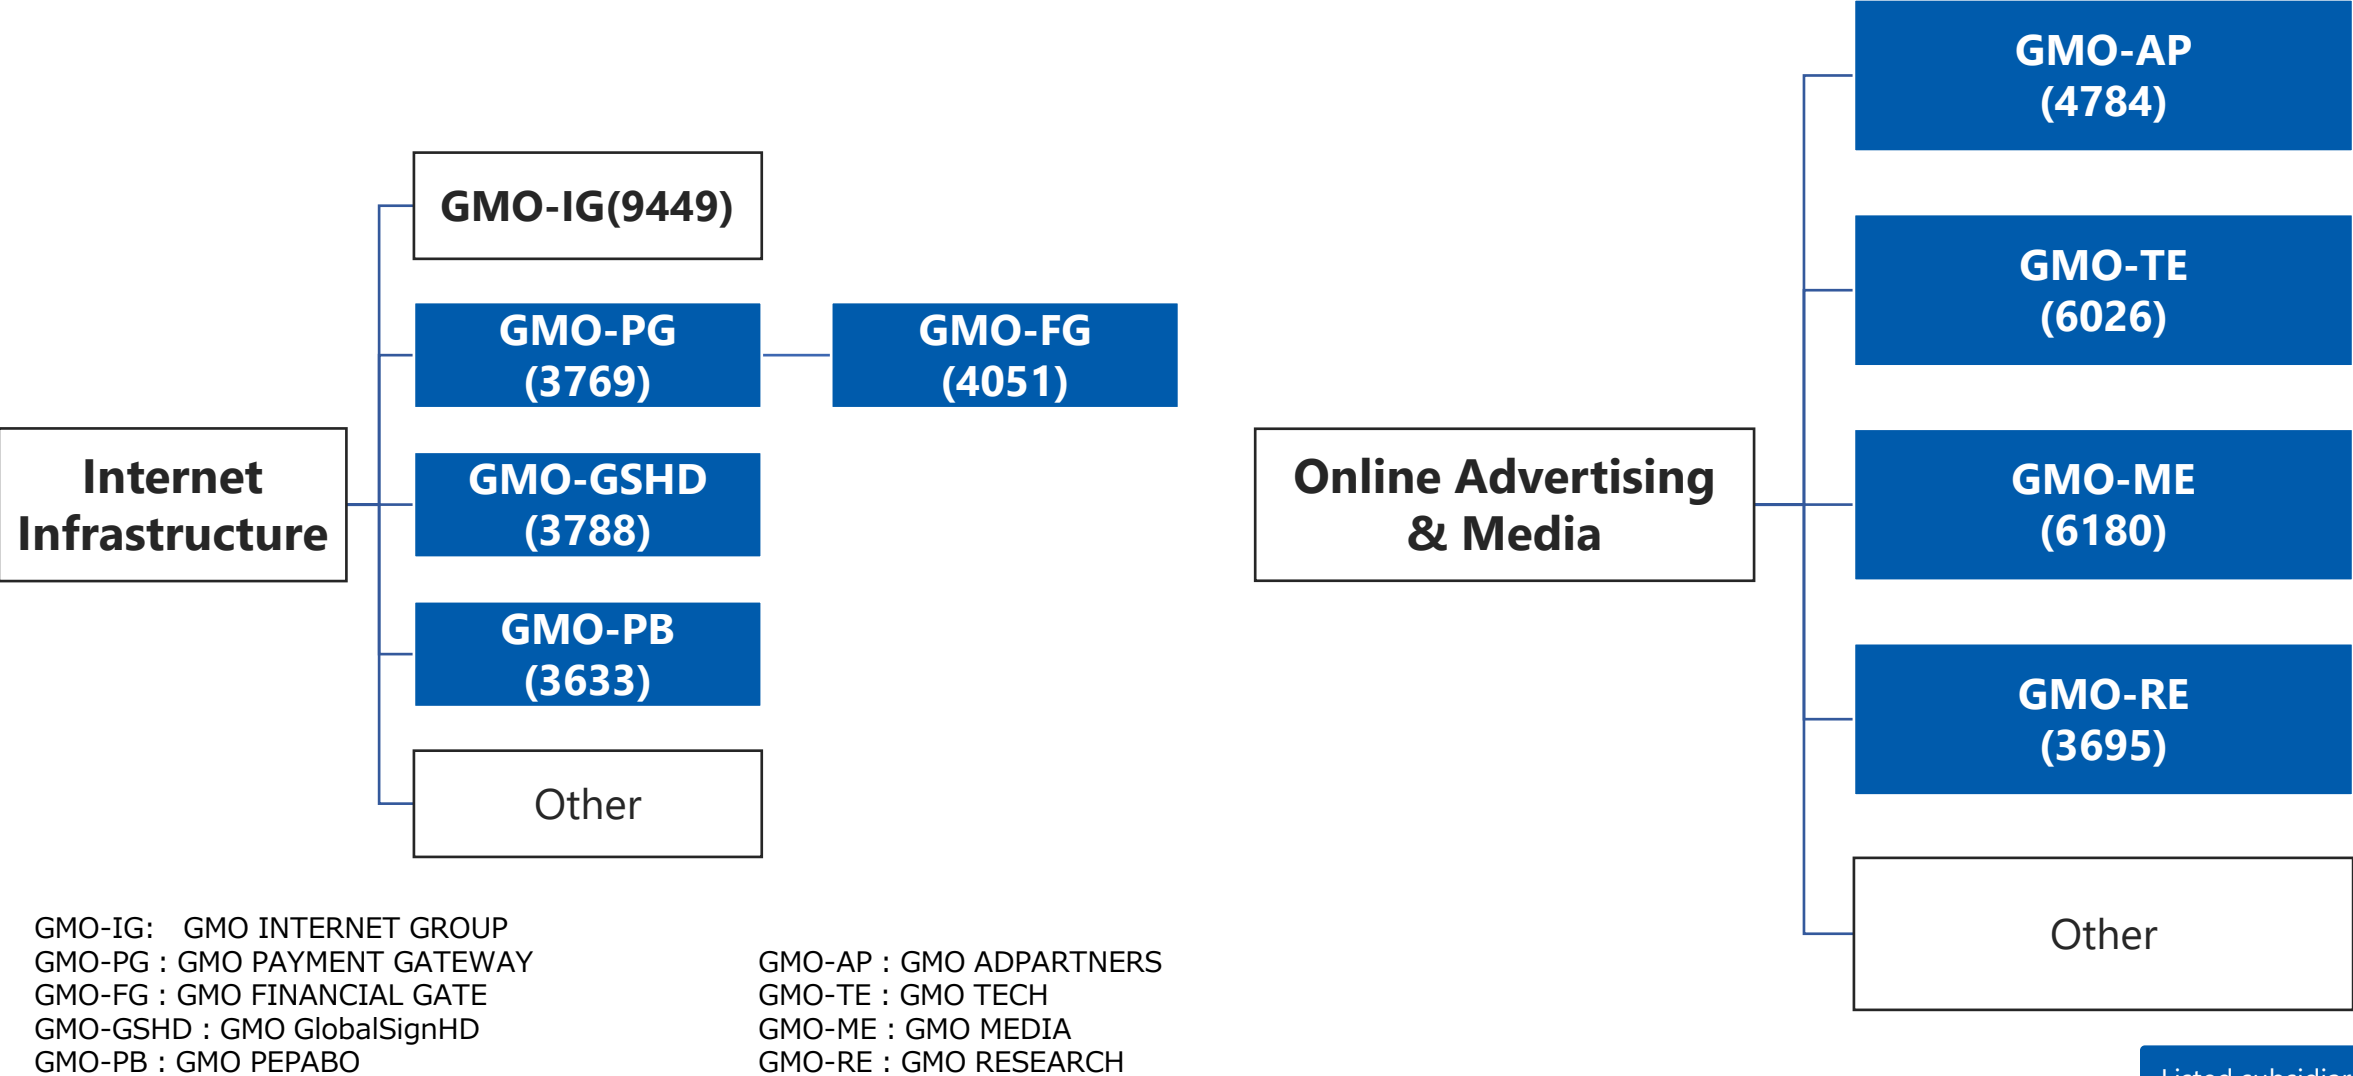 Internet
Infrastructure
GMO-IG(9449)
GMO-PG
(3769)
GMO-FG
(4051)
GMO-GSHD
(3788)
GMO-PB
(3633)
Other
Online Advertising
& Media
GMO-AP
(4784)
GMO-TE
(6026)
GMO-ME
(6180)
GMO-RE
(3695)
Other
GMO-IG: GMO INTERNET GROUP
GMO-PG : GMO PAYMENT GATEWAY
GMO-FG : GMO FINANCIAL GATE
GMO-GSHD : GMO GlobalSignHD
GMO-PB : GMO PEPABO
GMO-AP : GMO ADPARTNERS
GMO-TE : GMO TECH
GMO-ME : GMO MEDIA
GMO-RE : GMO RESEARCH
Listed